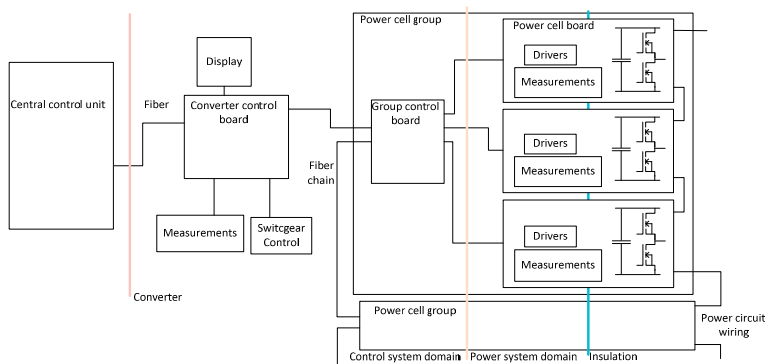 Power cell group
Power cell board
Display
Drivers
Measurements
Central control unit
Fiber
Converter control
board
Group control
board
Drivers
Measurements
Fiber
chain
Measurements
Switcgear
Control
Drivers
Measurements
Converter
Power cell group
Power circuit
wiring
Control system domain
Power system domain
Insulation